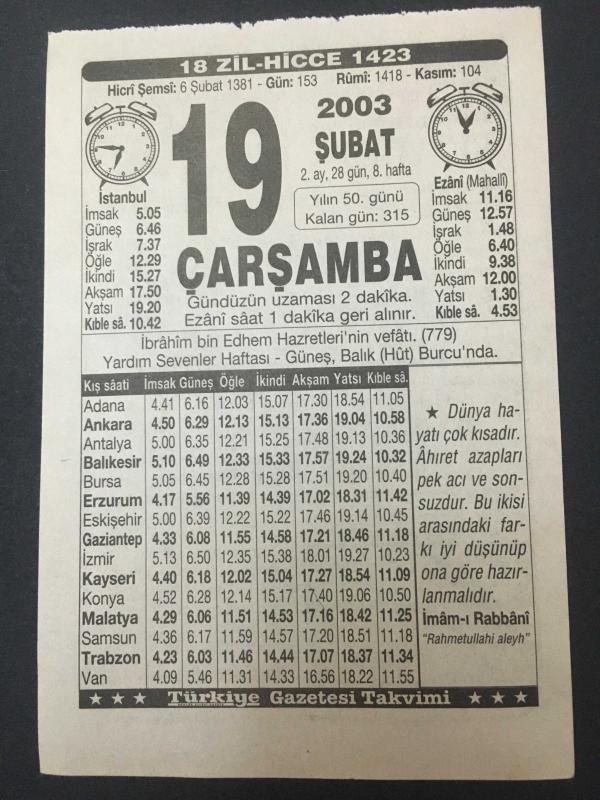 18 ZİL-HİCCE 1423
Hicrî Şemsî: 6 Şubat 1381 - Gün: 153 Rûmî: 1418 - Kasım: 104
19
2003
ŞUBAT
2. ay, 28 gün, 8. hafta
Yılın 50. günü
Kalan gün: 315
ÇARŞAMBA
Gündüzün uzaması 2 dakîka.
Ezânî sâat 1 dakîka geri alınır.
İstanbul
İmsak 5.05
Güneş 6.46
İşrak 7.37
Öğle 12.29
İkindi 15.27
Akşam 17.50
Yatsı 19.20
Kıble sâ. 10.42
Ezanî (Mahallî)
İmsak 11.16
Güneş 12.57
İşrak 1.48
Öğle 6.40
İkindi 9.38
Akşam 12.00
Yatsı 1.30
Kıble sâ. 4.53
İbrâhîm bin Edhem Hazretleri'nin vefâtı. (779)
Yardım Sevenler Haftası - Güneş, Balık (Hût) Burcu'nda.
Kış sâati İmsak Güneş Öğle İkindi Akşam Yatsı Kıble sâ.
Adana 4.41 6.16 12.03 15.07 17.30 18.54 11.05
Ankara 4.50 6.29 12.13 15.13 17.36 19.04 10.58
Antalya 5.00 6.35 12.21 15.25 17.48 19.13 10.36
Balıkesir 5.10 6.49 12.33 15.33 17.57 19.24 10.32
Bursa 5.05 6.45 12.28 15.28 17.51 19.20 10.40
Erzurum 4.17 5.56 11.39 14.39 17.02 18.31 11.42
Eskişehir 5.00 6.39 12.22 15.22 17.46 19.14 10.45
Gaziantep 4.33 6.08 11.55 14.58 17.21 18.46 11.18
İzmir 5.13 6.50 12.35 15.38 18.01 19.27 10.23
Kayseri 4.40 6.18 12.02 15.04 17.27 18.54 11.09
Konya 4.52 6.28 12.14 15.17 17.40 19.06 10.50
Malatya 4.29 6.06 11.51 14.53 17.16 18.42 11.25
Samsun 4.36 6.17 11.59 14.57 17.20 18.51 11.18
Trabzon 4.23 6.03 11.46 14.44 17.07 18.37 11.34
Van 4.09 5.46 11.31 14.33 16.56 18.22 11.55
★ Dünya ha-
yatı çok kısadır.
Âhıret azapları
pek acı ve son-
suzdur. Bu ikisi
arasındaki far-
kı iyi düşünüp
ona göre hazır-
lanmalıdır.
İmâm-ı Rabbânî
"Rahmetullahi aleyh"
★ ★ ★ Türkiye Gazetesi Takvimi ★ ★ ★